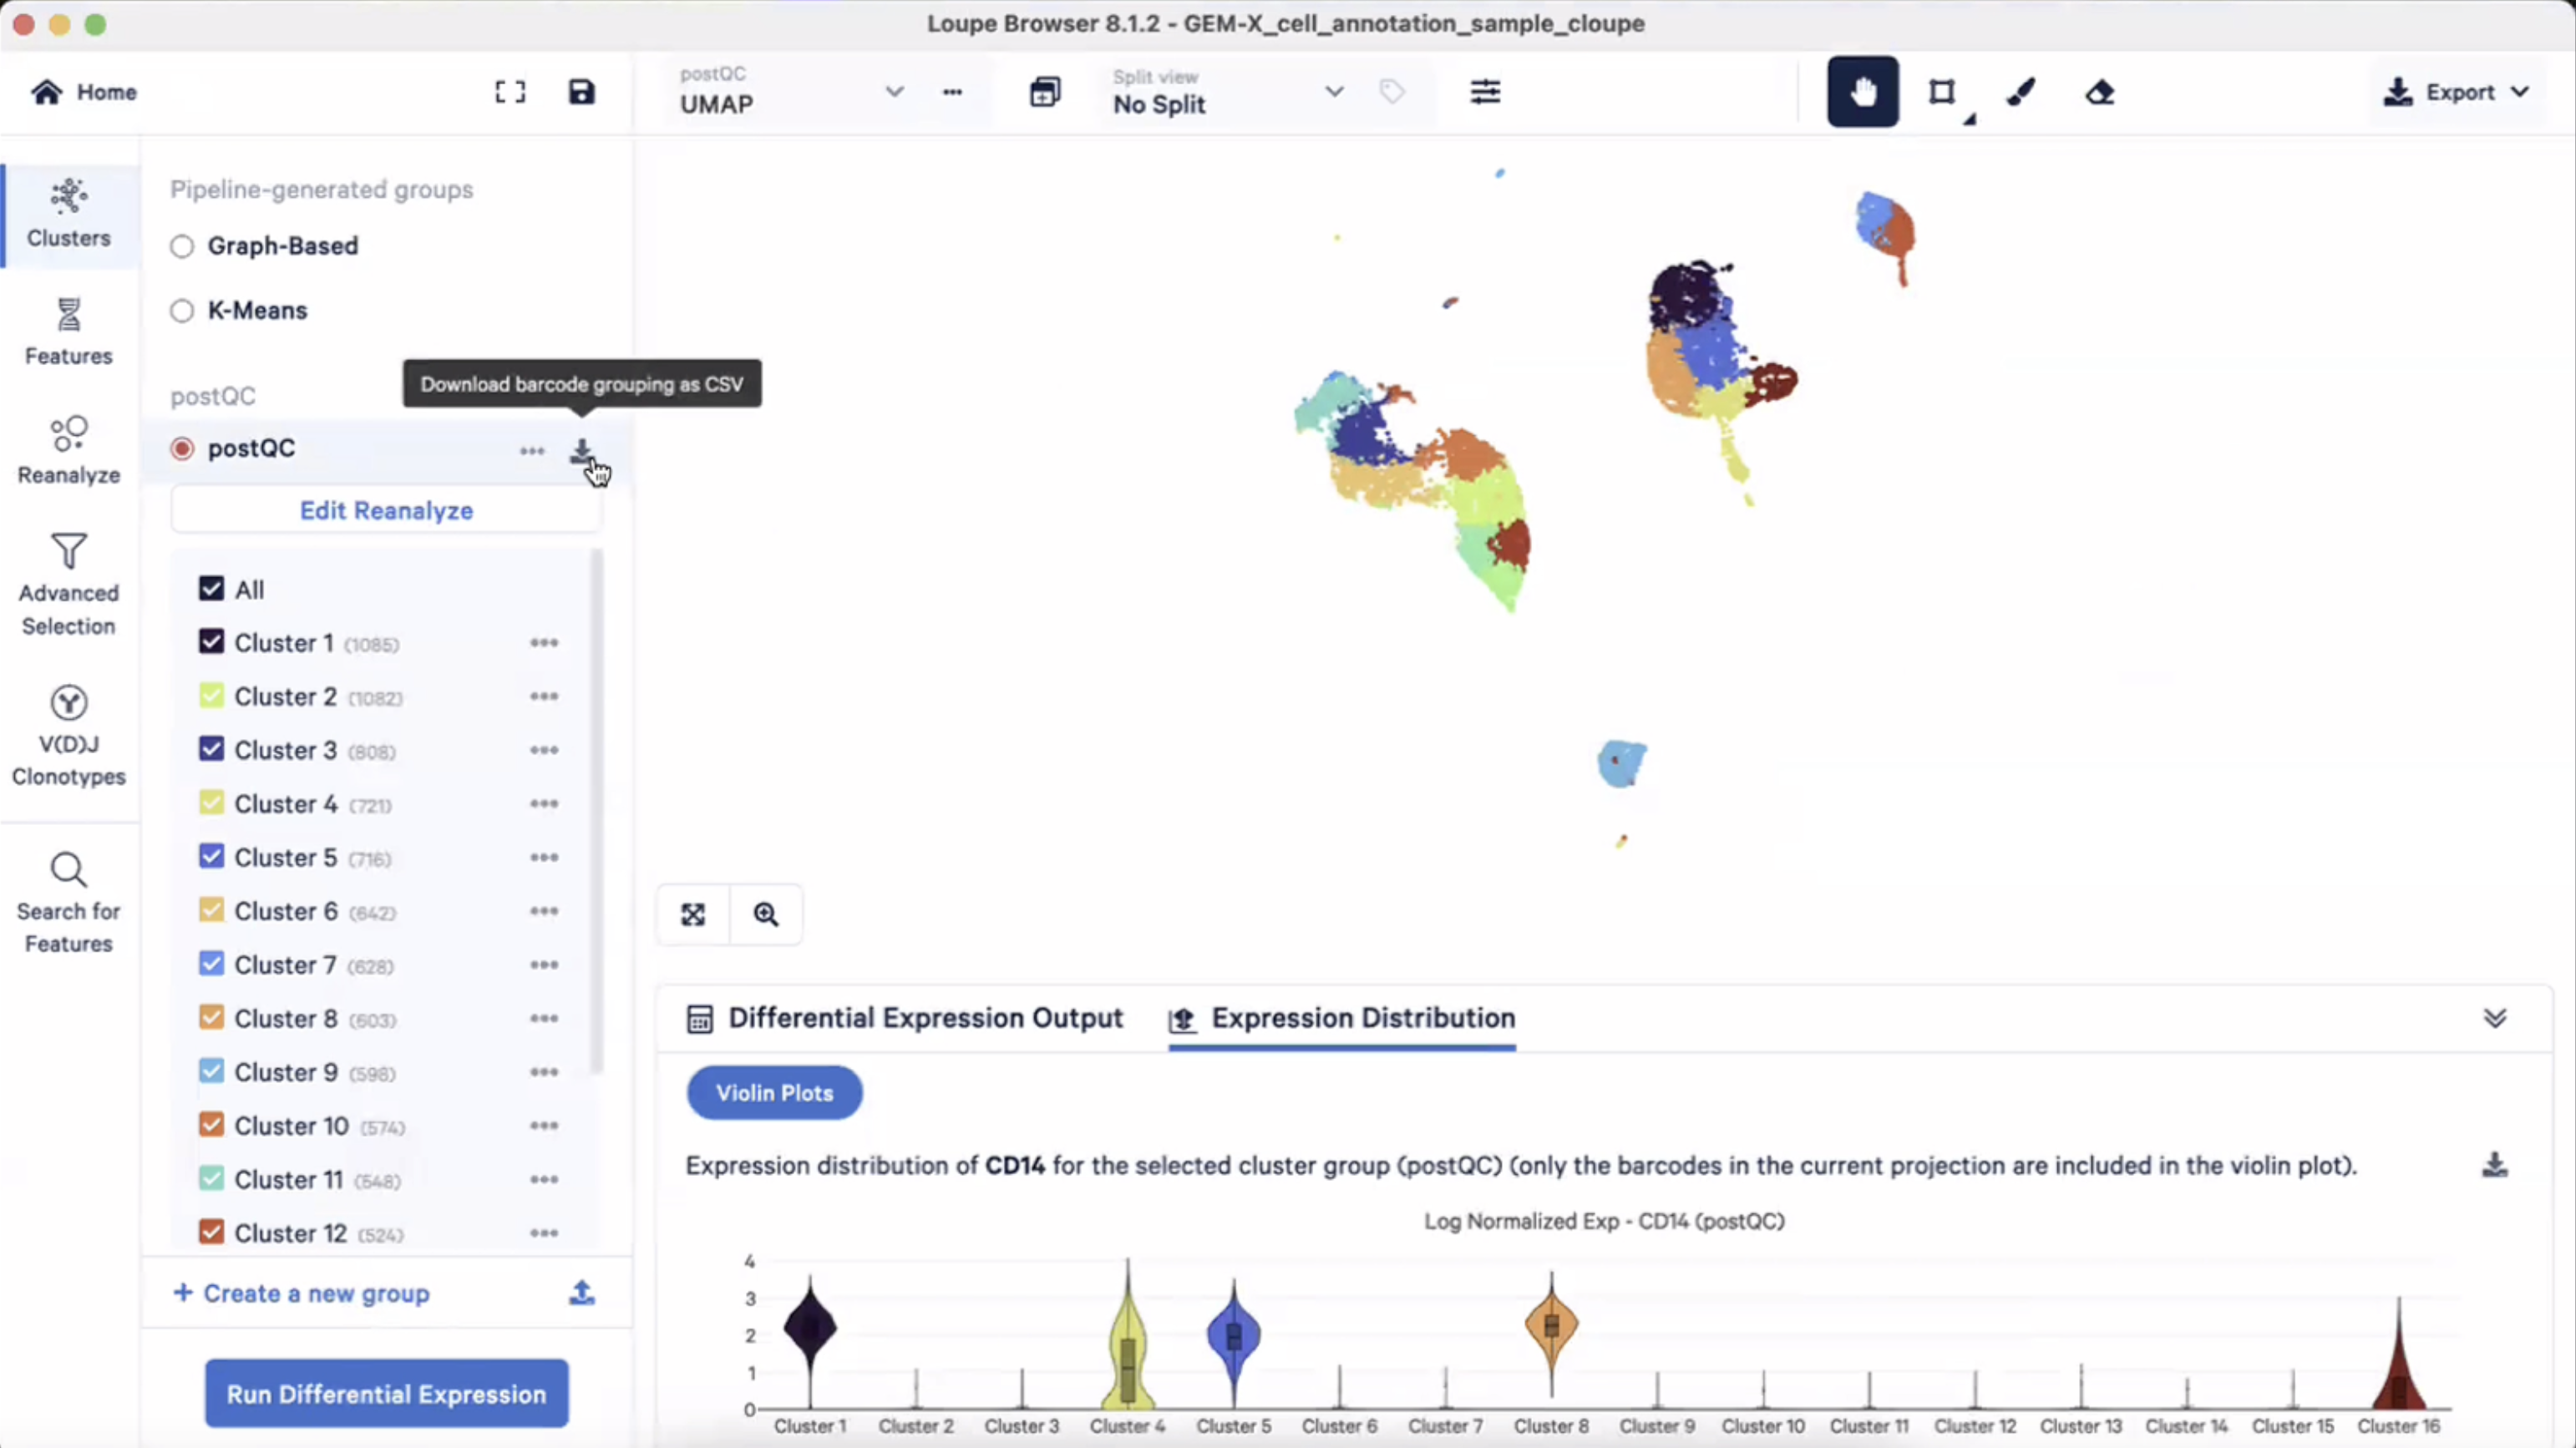 Loupe Browser 8.1.2 - GEM-X_cell_annotation_sample_cloupe
Home
postQC
UMAP
Split view
No Split
Export
Clusters
Features
Reanalyze
Advanced
Selection
V(D)J
Clonotypes
Search for
Features
Pipeline-generated groups
Graph-Based
K-Means
Download barcode grouping as CSV
postQC
postQC
Edit Reanalyze
All
Cluster 1 (1085)
Cluster 2 (1082)
Cluster 3 (808)
Cluster 4 (721)
Cluster 5 (716)
Cluster 6 (642)
Cluster 7 (628)
Cluster 8 (603)
Cluster 9 (598)
Cluster 10 (574)
Cluster 11 (548)
Cluster 12 (524)
+ Create a new group
Run Differential Expression
Differential Expression Output
Expression Distribution
Violin Plots
Expression distribution of CD14 for the selected cluster group (postQC) (only the barcodes in the current projection are included in the violin plot).
Log Normalized Exp - CD14 (postQC)
4
3
2
1
0
Cluster 1 Cluster 2 Cluster 3 Cluster 4 Cluster 5 Cluster 6 Cluster 7 Cluster 8 Cluster 9 Cluster 10 Cluster 11 Cluster 12 Cluster 13 Cluster 14 Cluster 15 Cluster 16